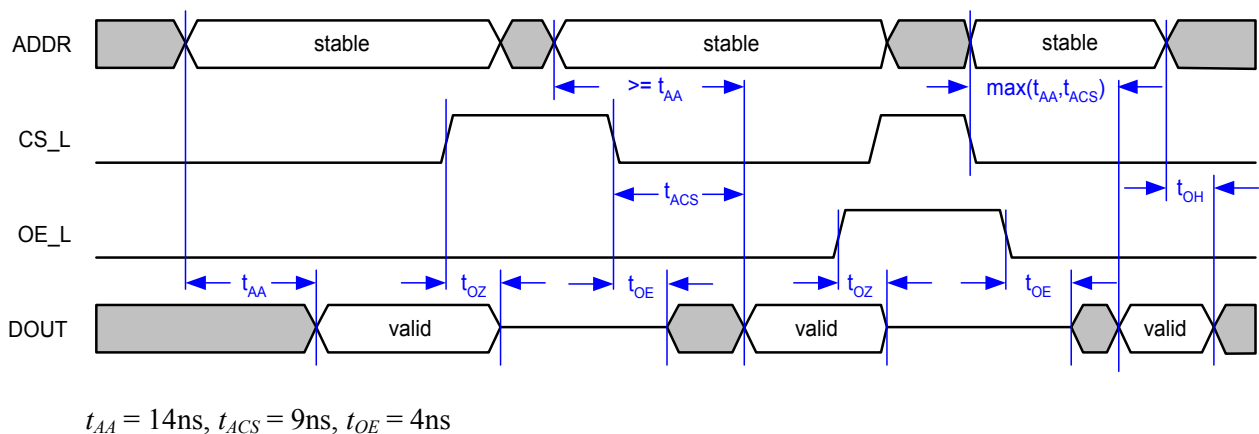 ADDR stable stable stable
>= tAA max(tAA,tACS)
CS_L
tACS tOH
OE_L
tAA tOZ tOE tOZ tOE
DOUT valid valid valid
tAA = 14ns, tACS = 9ns, tOE = 4ns